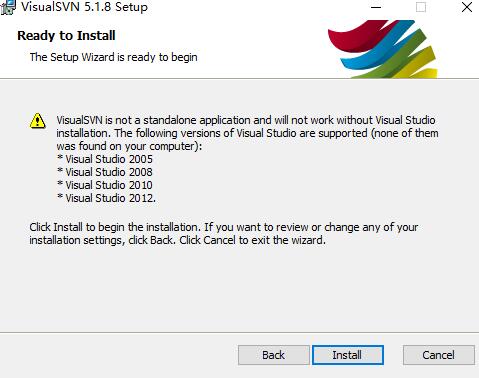 VisualSVN 5.1.8 Setup
Ready to Install
The Setup Wizard is ready to begin
VisualSVN is not a standalone application and will not work without Visual Studio
installation. The following versions of Visual Studio are supported (none of them
was found on your computer):
* Visual Studio 2005
* Visual Studio 2008
* Visual Studio 2010
* Visual Studio 2012.
Click Install to begin the installation. If you want to review or change any of your
installation settings, click Back. Click Cancel to exit the wizard.
Back Install Cancel